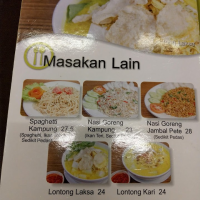 Masakan Lain
Spaghetti
Kampung 27.5
Nasi Goreng
Kampung 23
Nasi Goreng
Jambal Pete 28
(Sedikit Pedas)
Lontong Laksa 24
Lontong Kari 24